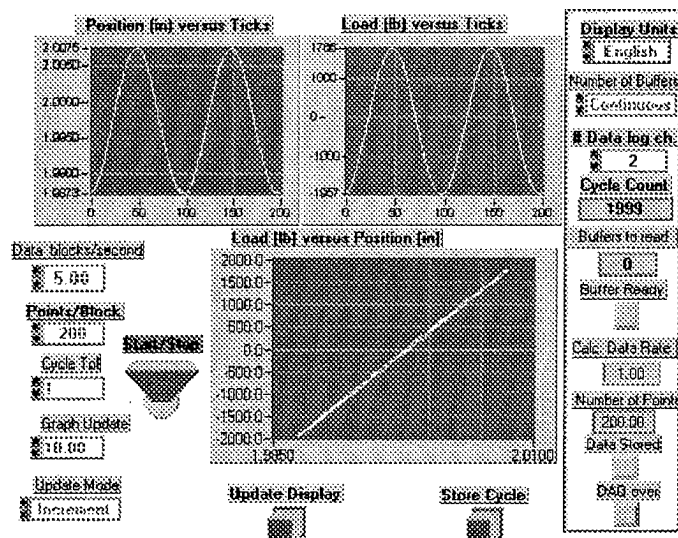 Position (in) versus Ticks
2.0075
2.0050
2.0000
1.9950
1.9900
1.9873
0 50 100 150 200
Load (lb) versus Ticks
1766
1000
0
-1000
-1957
0 50 100 150 200
Display Units
English
Number of Buffers
Continuous
# Data log ch.
2
Cycle Count
1999
Buffers to read
0
Buffer Ready
Calc. Data Rate
1.00
Number of Points
200.00
Data Stored
DAQ over
Data blocks/second
5.00
Points/Block
200
Cycle Tol
1
Graph Update
10.00
Update Mode
Increment
Start/Stop
Load (lb) versus Position (in)
2000.0
1500.0
1000.0
500.0
0.0
-500.0
-1000.0
-1500.0
-2000.0
1.9850 2.0100
Update Display
Store Cycle